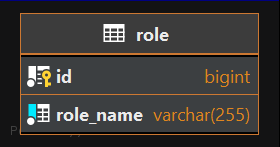 role
id bigint
role_name varchar(255)